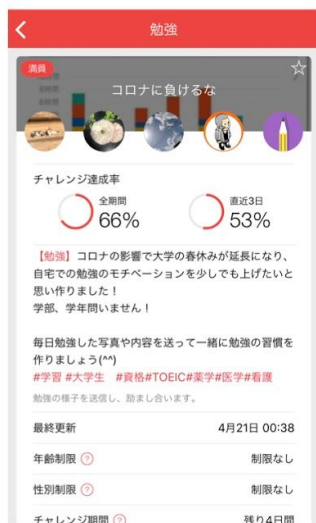 勉強
満員
コロナに負けるな
チャレンジ達成率
全期間
66%
直近3日
53%
【勉強】コロナの影響で大学の春休みが延長になり、
自宅での勉強のモチベーションを少しでも上げたいと
思い作りました！
学部、学年問いません！
毎日勉強した写真や内容を送って一緒に勉強の習慣を
作りましょう(^^)
#学習 #大学生　#資格#TOEIC#薬学#医学#看護
勉強の様子を送信し、励まし合います。
最終更新
4月21日 00:38
年齢制限 ?
制限なし
性別制限 ?
制限なし
チャレンジ期間 ?
残り4日間